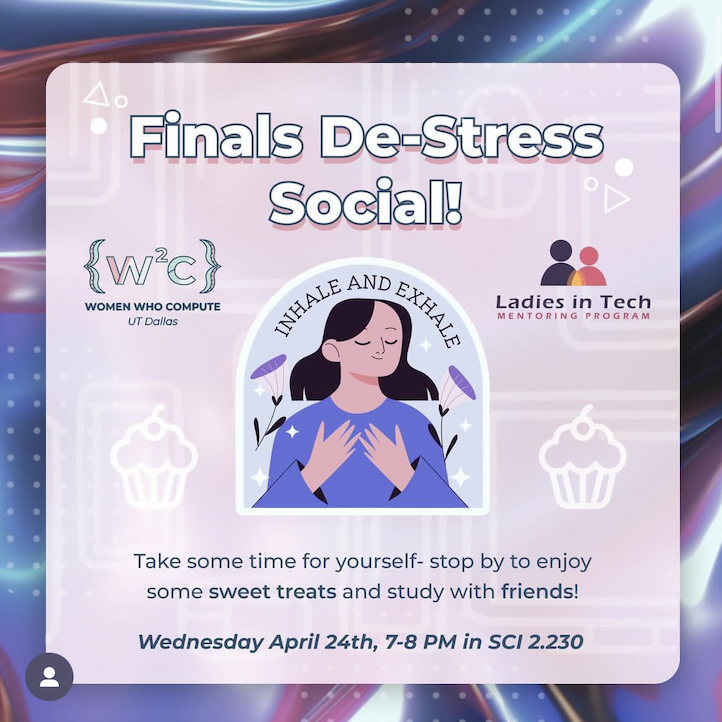 Finals De-Stress
Social!
{W²C}
WOMEN WHO COMPUTE
UT Dallas
Ladies in Tech
MENTORING PROGRAM
INHALE AND EXHALE
Take some time for yourself- stop by to enjoy
some sweet treats and study with friends!
Wednesday April 24th, 7-8 PM in SCI 2.230